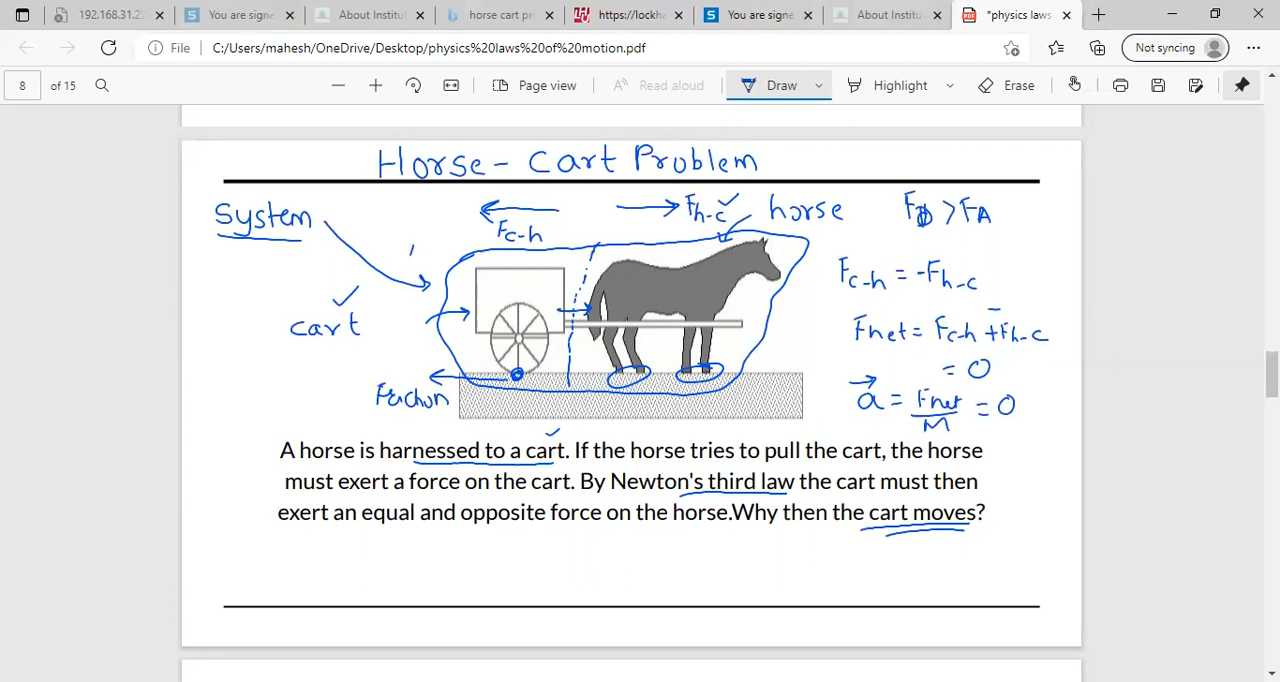 192.168.31.2
You are signe
About Institu
horse cart pr
https://lockha
You are signe
About Institu
*physics laws
File
C:/Users/mahesh/OneDrive/Desktop/physics%20laws%20of%20motion.pdf
Not syncing
8 of 15
Page view
Read aloud
Draw
Highlight
Erase
Horse - Cart Problem
System
Fc-h
Fh-c
horse
> FA
Fc-h = -Fh-c
cart
Fnet = Fc-h + Fh-c
= 0
Friction
a = Fnet/M = 0
A horse is harnessed to a cart. If the horse tries to pull the cart, the horse
must exert a force on the cart. By Newton's third law the cart must then
exert an equal and opposite force on the horse.Why then the cart moves?